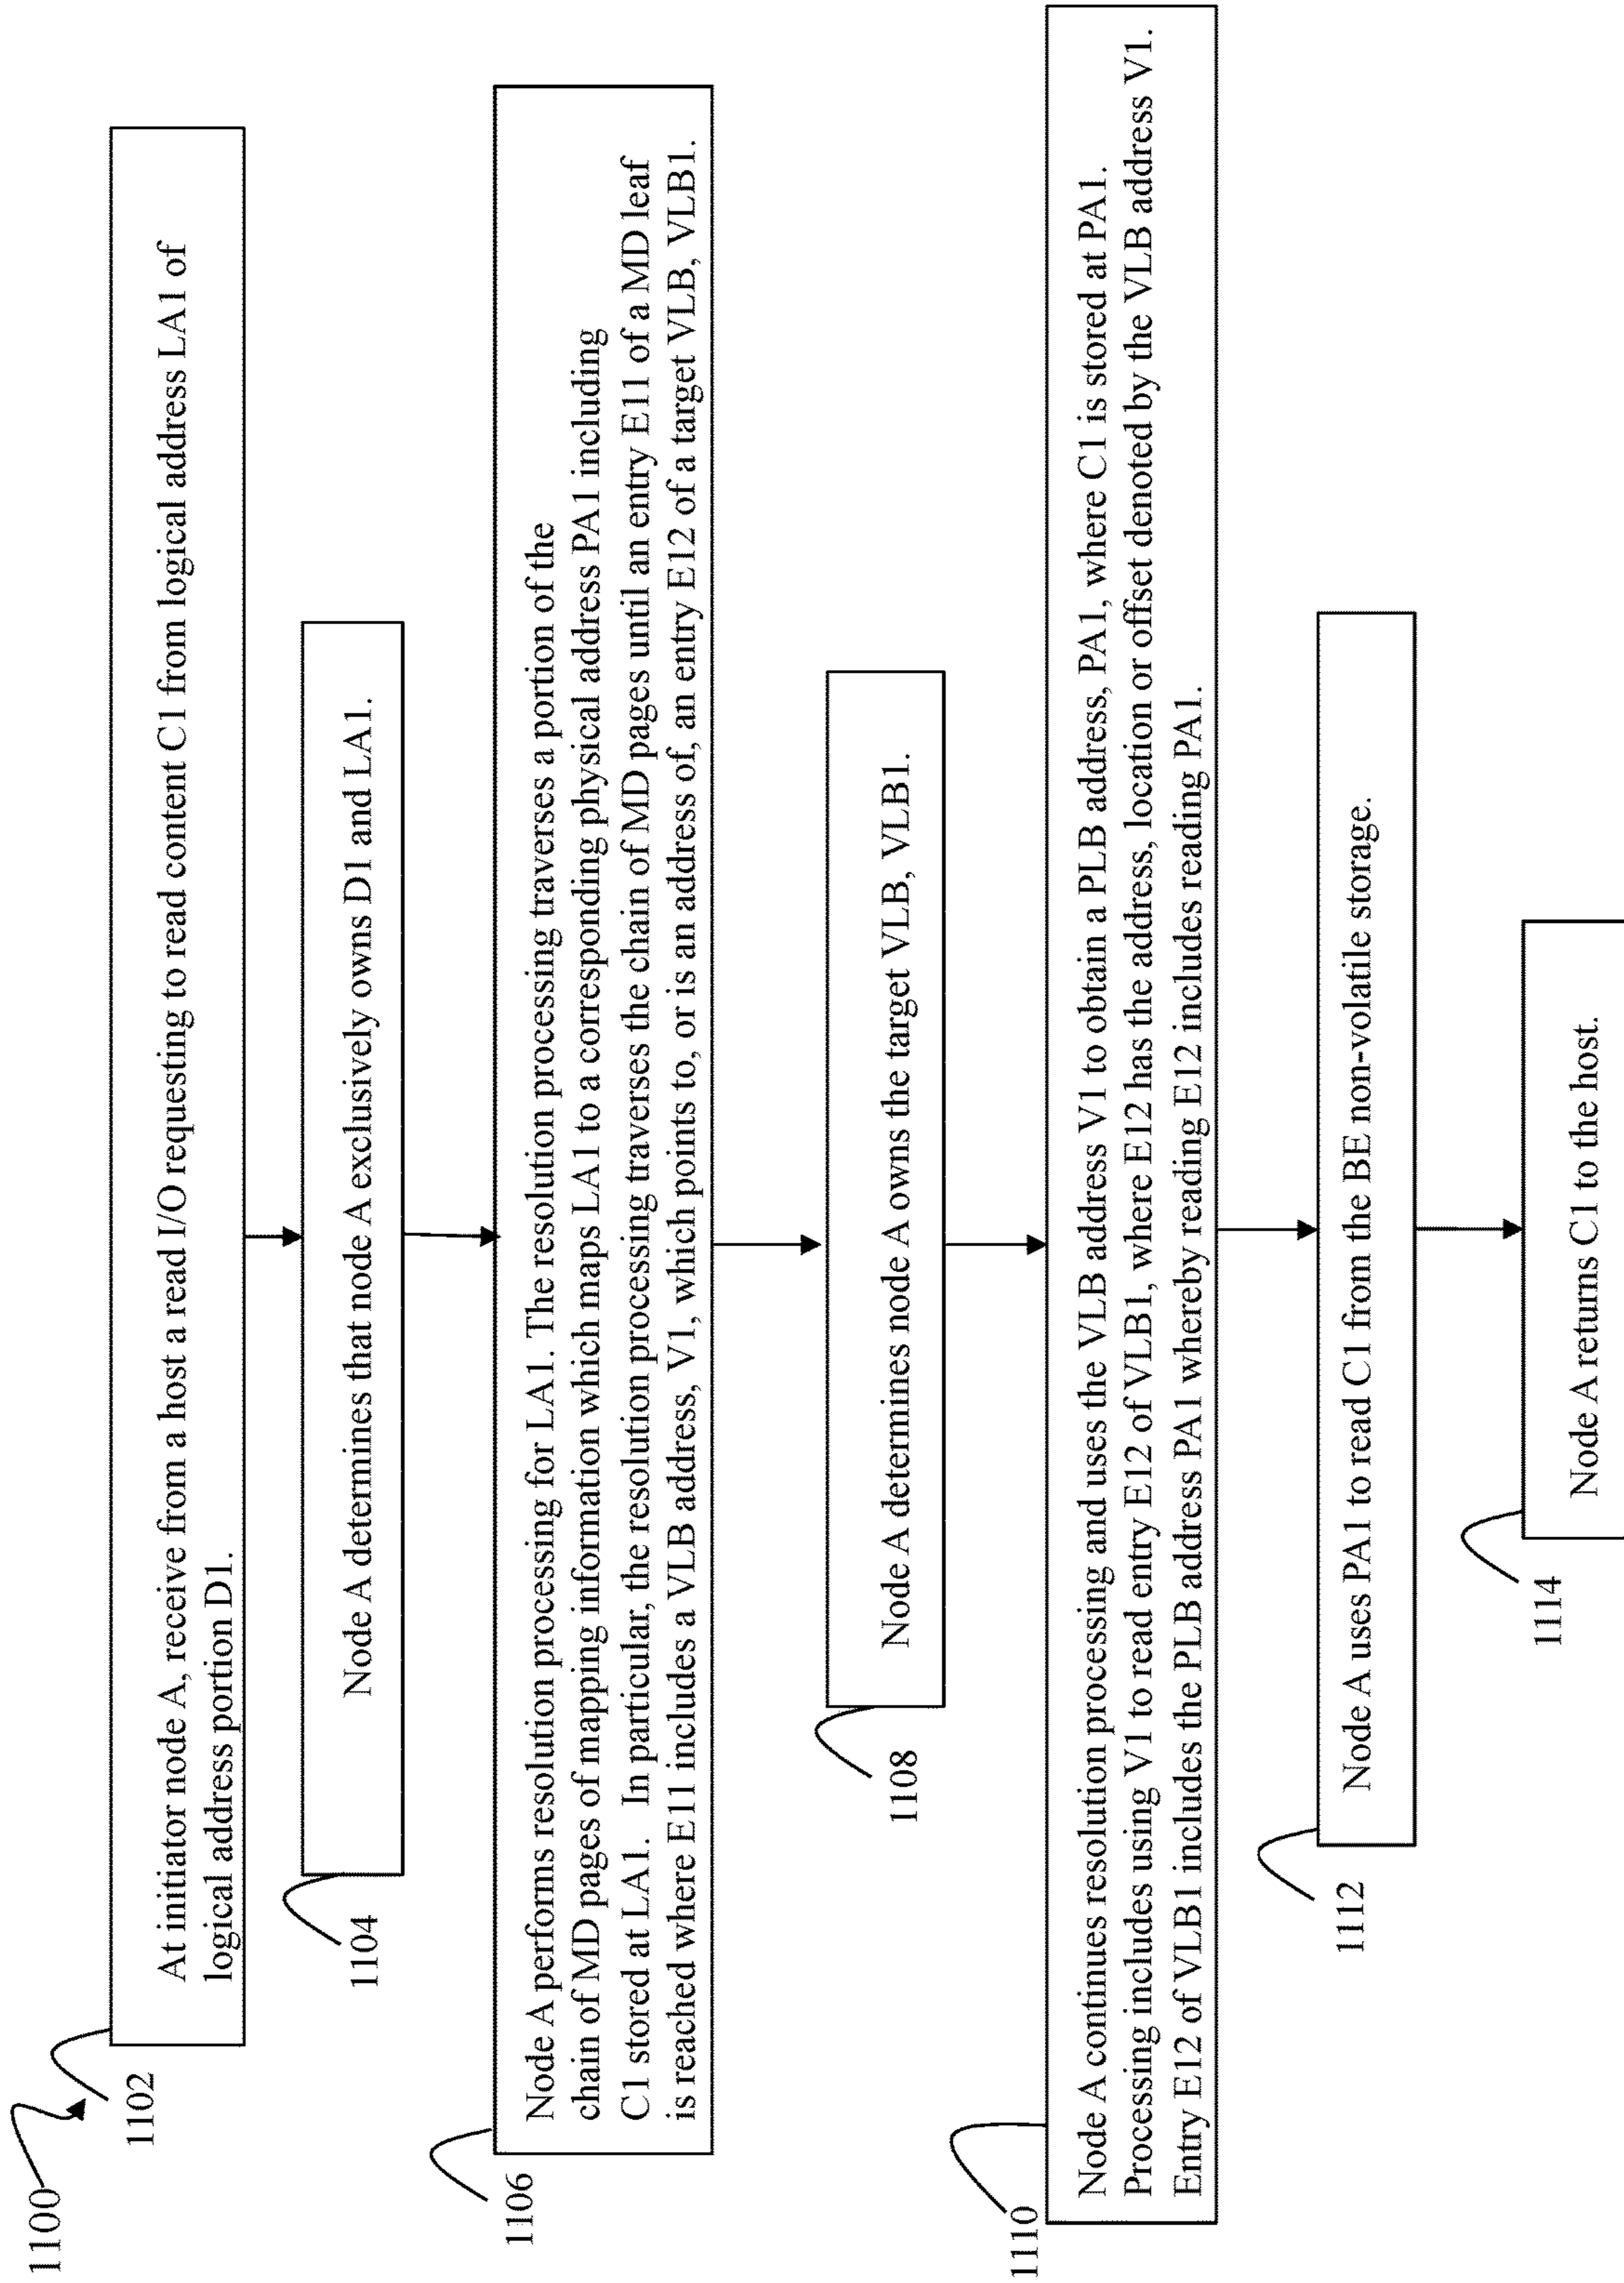 1100
1102
At initiator node A, receive from a host a read I/O requesting to read content C1 from logical address LA1 of
logical address portion D1.
1104
Node A determines that node A exclusively owns D1 and LA1.
1106
Node A performs resolution processing for LA1. The resolution processing traverses a portion of the
chain of MD pages of mapping information which maps LA1 to a corresponding physical address PA1 including
C1 stored at LA1. In particular, the resolution processing traverses the chain of MD pages until an entry E11 of a MD leaf
is reached where E11 includes a VLB address, V1, which points to, or is an address of, an entry E12 of a target VLB, VLB1.
1108
Node A determines node A owns the target VLB, VLB1.
1110
Node A continues resolution processing and uses the VLB address V1 to obtain a PLB address, PA1, where C1 is stored at PA1.
Processing includes using V1 to read entry E12 of VLB1, where E12 has the address, location or offset denoted by the VLB address V1.
Entry E12 of VLB1 includes the PLB address PA1 whereby reading E12 includes reading PA1.
1112
Node A uses PA1 to read C1 from the BE non-volatile storage.
1114
Node A returns C1 to the host.